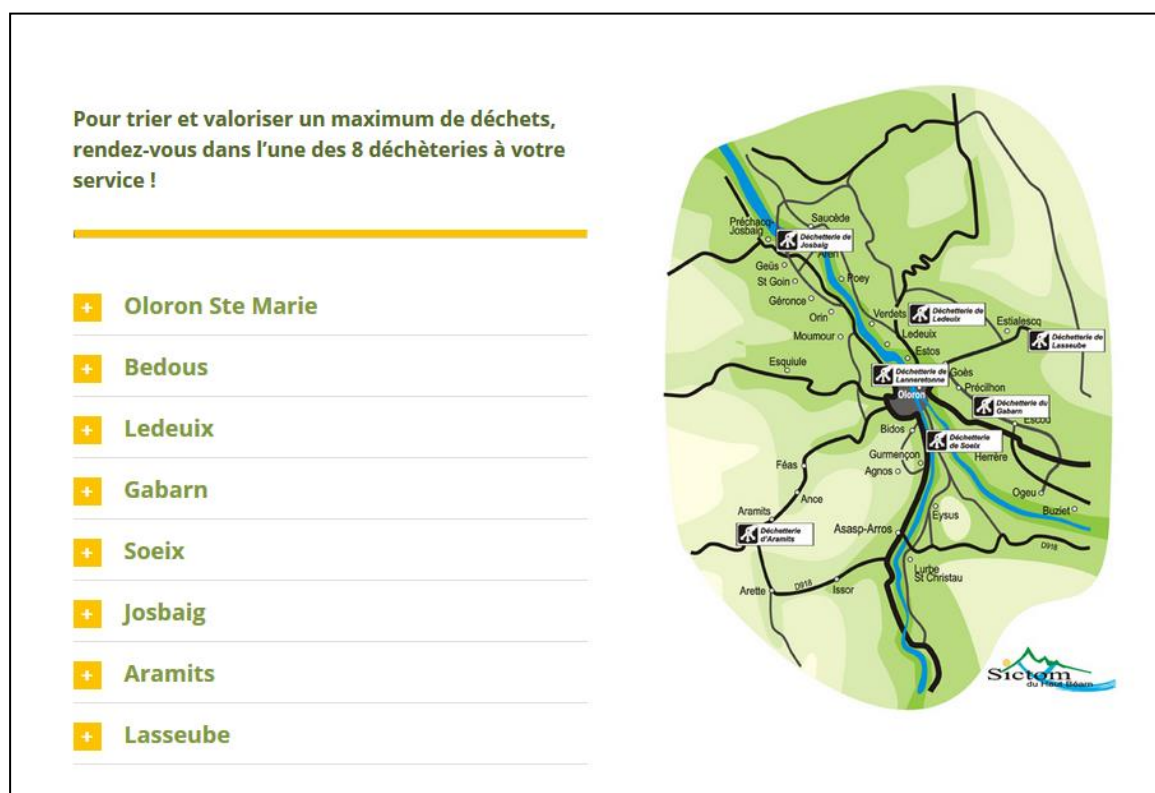 Pour trier et valoriser un maximum de déchets,
rendez-vous dans l'une des 8 déchèteries à votre
service !
+ Oloron Ste Marie
+ Bedous
+ Ledeuix
+ Gabarn
+ Soeix
+ Josbaig
+ Aramits
+ Lasseube
Saucède
Préchacq-
Josbaig
Déchetterie de
Josbaig
Aren
Geüs
St Goin
Poey
Géronce
Orin
Verdets
Déchetterie de
Ledeuix
Estialescq
Moumour
Ledeuix
Déchetterie de
Lasseube
Estos
Esquiule
Déchetterie de
Lanneretonne
Goès
Oloron
Précilhon
Déchetterie du
Gabarn
Escou
Bidos
Déchetterie
de Soeix
Gurmençon
Herrère
Féas
Agnos
Ance
Ogeu
Buziet
Aramits
Eysus
Déchetterie
d'Aramits
Asasp-Arros
D918
Lurbe
St Christau
Arette
D918
Issor
Sictom
du Haut Béarn